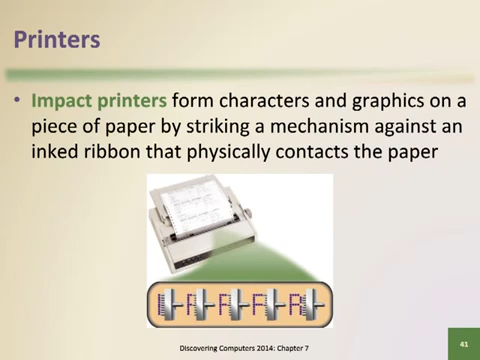 Printers
• Impact printers form characters and graphics on a
piece of paper by striking a mechanism against an
inked ribbon that physically contacts the paper
Discovering Computers 2014: Chapter 7
41